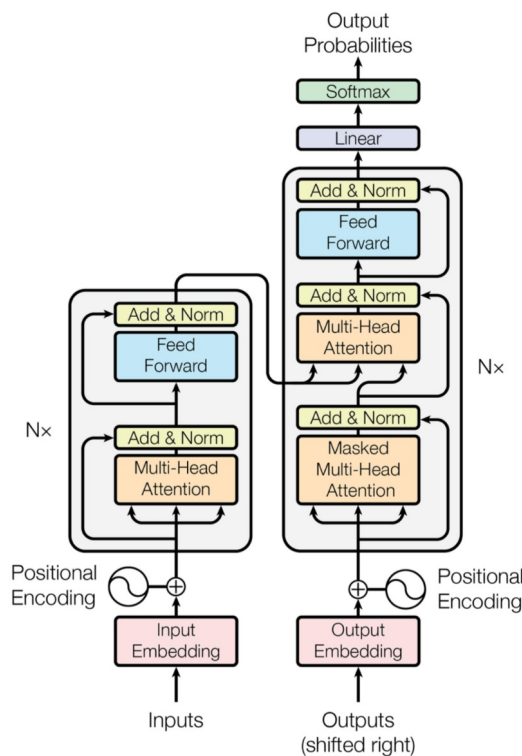 Output
Probabilities
Softmax
Linear
Add & Norm
Feed
Forward
Add & Norm
Multi-Head
Attention
Add & Norm
Masked
Multi-Head
Attention
N×
Positional
Encoding
Output
Embedding
Outputs
(shifted right)
Add & Norm
Feed
Forward
Add & Norm
Multi-Head
Attention
N×
Positional
Encoding
Input
Embedding
Inputs